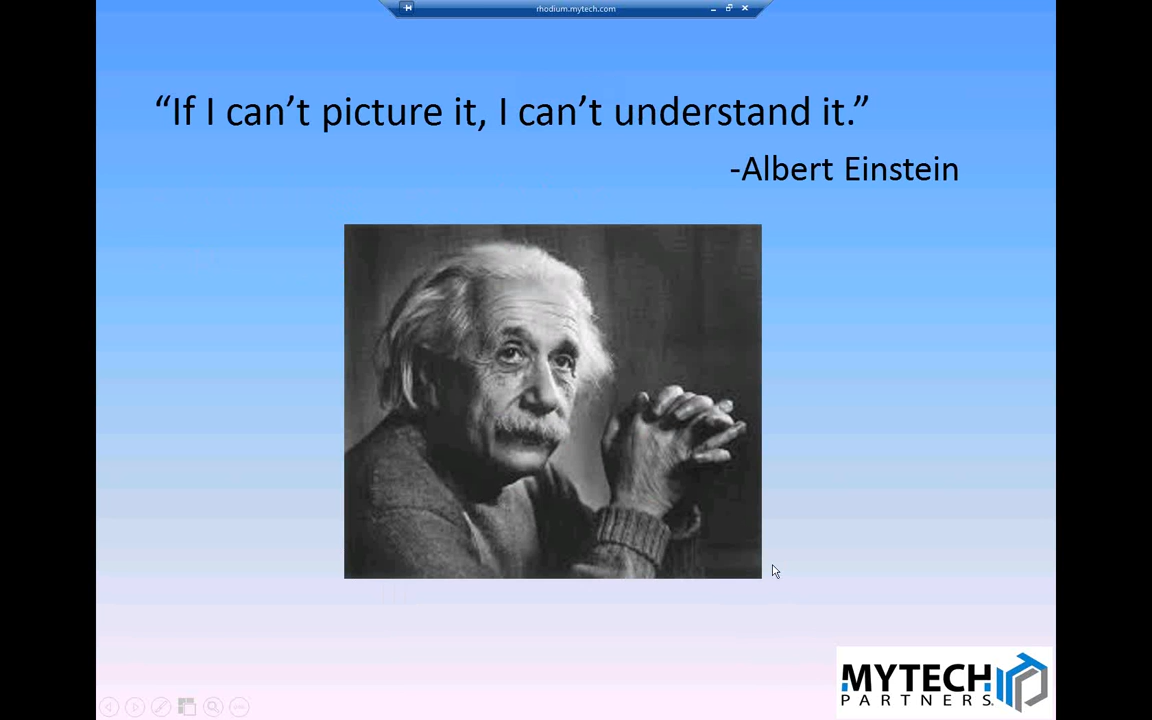 rhodium.mytech.com
“If I can’t picture it, I can’t understand it.”
-Albert Einstein
MYTECH
PARTNERS.